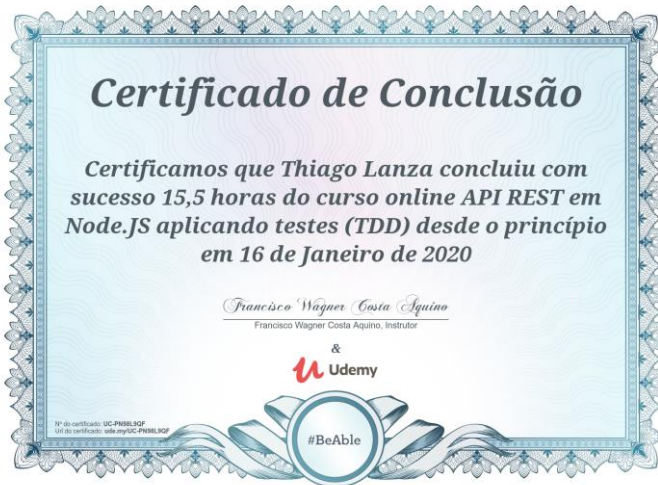 Certificado de Conclusão
Certificamos que Thiago Lanza concluiu com
sucesso 15,5 horas do curso online API REST em
Node.JS aplicando testes (TDD) desde o princípio
em 16 de Janeiro de 2020
Francisco Wagner Costa Aquino
Francisco Wagner Costa Aquino, Instrutor
&
Udemy
Nº do certificado: UC-PN98L9QF
Url do certificado: ude.my/UC-PN98L9QF
#BeAble